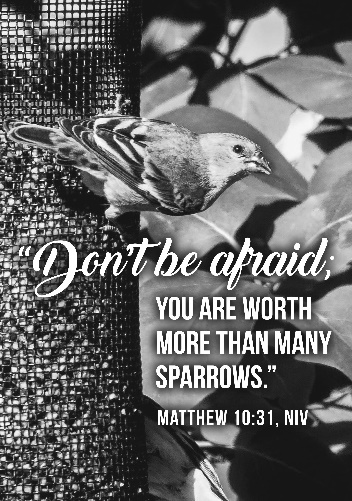 “Don't be afraid;
YOU ARE WORTH
MORE THAN MANY
SPARROWS.”
MATTHEW 10:31, NIV